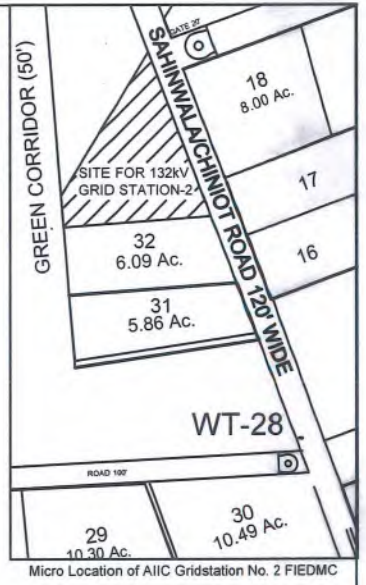 GATE 20'
SAHINWALA/CHINIOT ROAD 120' WIDE
GREEN CORRIDOR (50')
18
8.00 Ac.
SITE FOR 132kV
GRID STATION-2
17
32
6.09 Ac.
16
31
5.86 Ac.
WT-28
ROAD 100'
30
10.49 Ac.
29
10.30 Ac.
Micro Location of AIIC Gridstation No. 2 FIEDMC